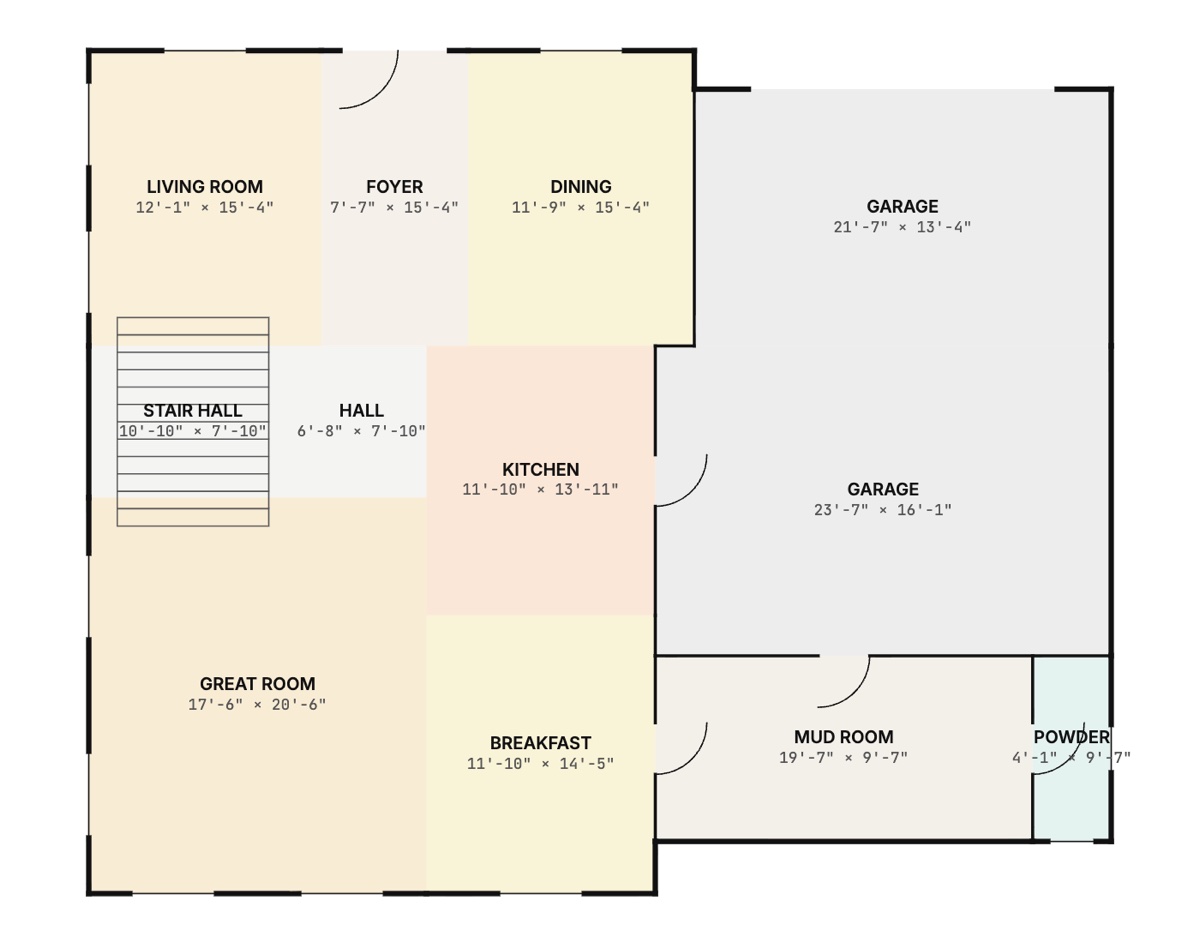 LIVING ROOM
12'-1" × 15'-4"
FOYER
7'-7" × 15'-4"
DINING
11'-9" × 15'-4"
GARAGE
21'-7" × 13'-4"
STAIR HALL
10'-10" × 7'-10"
HALL
6'-8" × 7'-10"
KITCHEN
11'-10" × 13'-11"
GARAGE
23'-7" × 16'-1"
GREAT ROOM
17'-6" × 20'-6"
BREAKFAST
11'-10" × 14'-5"
MUD ROOM
19'-7" × 9'-7"
POWDER
4'-1" × 9'-7"